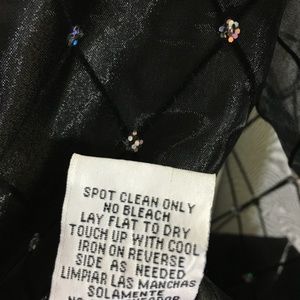 SPOT CLEAN ONLY
NO BLEACH
LAY FLAT TO DRY
TOUCH UP WITH COOL
IRON ON REVERSE
SIDE AS NEEDED
LIMPIAR LAS MANCHAS
SOLAMENTE